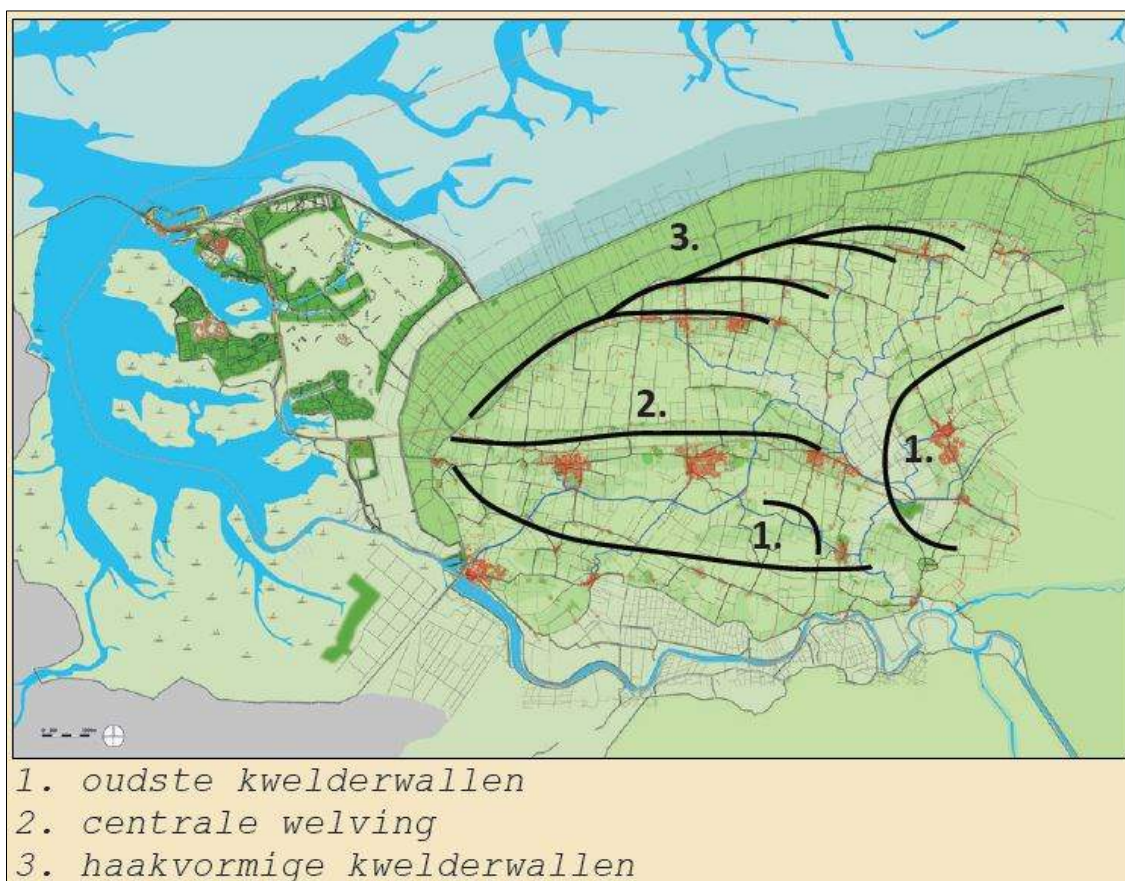 3.
2.
1.
1.
1. oudste kwelderwallen
2. centrale welving
3. haakvormige kwelderwallen